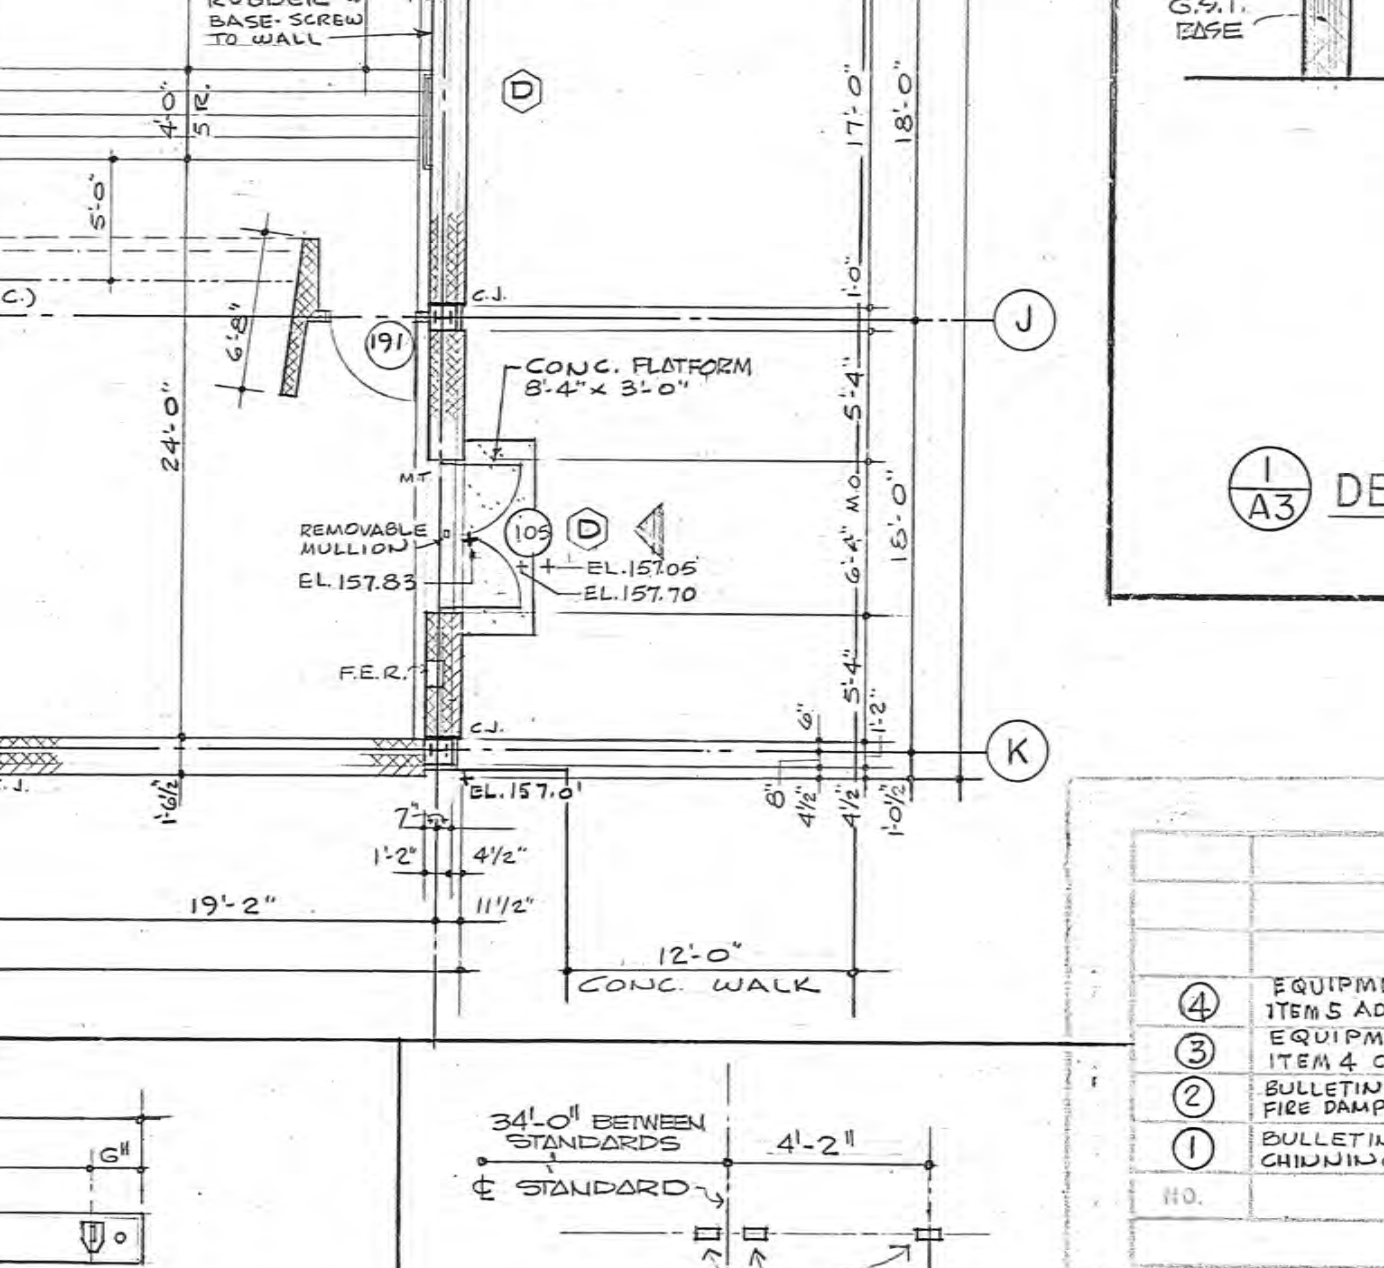 BASE-SCREW
TO WALL
G.S.T.
BASE
D
4'-0"
5 R.
17'-0"
18'-0"
5'-0"
C.)
6'-8"
1'-0"
C.J.
J
191
CONC. PLATFORM
8'-4" x 3'-0"
24'-0"
5'-4"
M.T
1
A3
DE
REMOVABLE
MULLION
105
D
6'-4" M.O.
18'-0"
EL.157.83
EL.157.05
EL.157.70
F.E.R.
5'-4"
C.J.
6"
1'-2"
K
.J.
1'-6½"
EL.157.0'
8"
4½"
4½"
1'-0½"
7"
1'-2"
4½"
19'-2"
11½"
12'-0"
CONC. WALK
4
EQUIPME
ITEM 5 AD
3
EQUIPM
ITEM 4
2
BULLETIN
FIRE DAMP
1
BULLETIN
CHINNING
NO.
34'-0" BETWEEN
STANDARDS
4'-2"
6"
℄ STANDARD